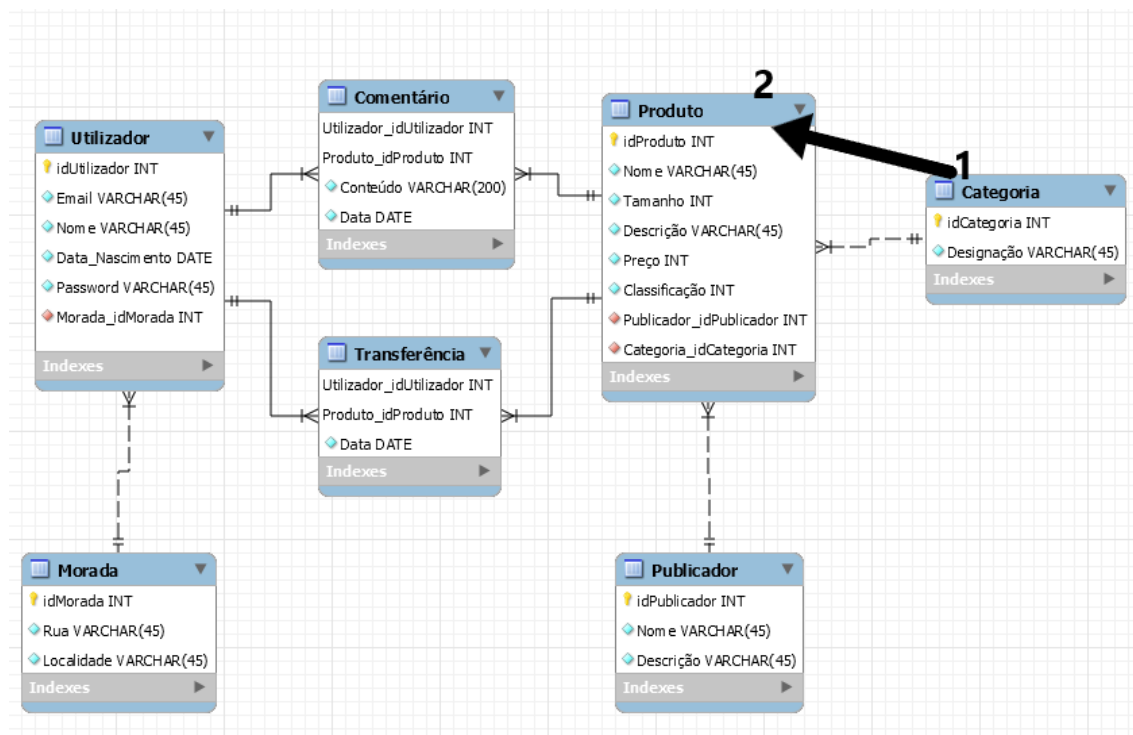 2
1
Utilizador
idUtilizador INT
Email VARCHAR(45)
Nome VARCHAR(45)
Data_Nascimento DATE
Password VARCHAR(45)
Morada_idMorada INT
Indexes
Comentário
Utilizador_idUtilizador INT
Produto_idProduto INT
Conteúdo VARCHAR(200)
Data DATE
Indexes
Produto
idProduto INT
Nome VARCHAR(45)
Tamanho INT
Descrição VARCHAR(45)
Preço INT
Classificação INT
Publicador_idPublicador INT
Categoria_idCategoria INT
Indexes
Categoria
idCategoria INT
Designação VARCHAR(45)
Indexes
Transferência
Utilizador_idUtilizador INT
Produto_idProduto INT
Data DATE
Indexes
Morada
idMorada INT
Rua VARCHAR(45)
Localidade VARCHAR(45)
Indexes
Publicador
idPublicador INT
Nome VARCHAR(45)
Descrição VARCHAR(45)
Indexes